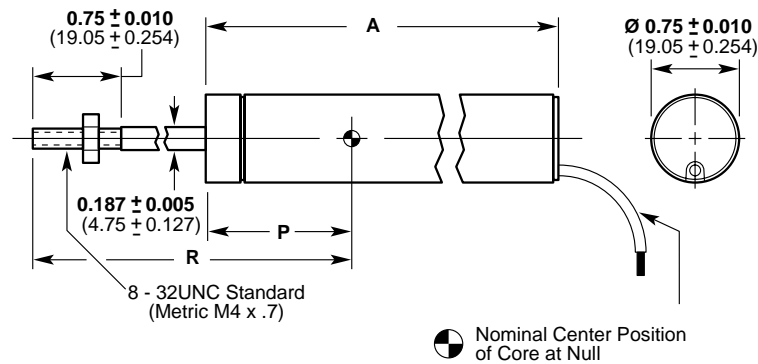 0.75 ± 0.010
(19.05 ± 0.254)
A
Ø 0.75 ± 0.010
(19.05 ± 0.254)
0.187 ± 0.005
(4.75 ± 0.127)
P
R
8 - 32UNC Standard
(Metric M4 x .7)
Nominal Center Position
of Core at Null